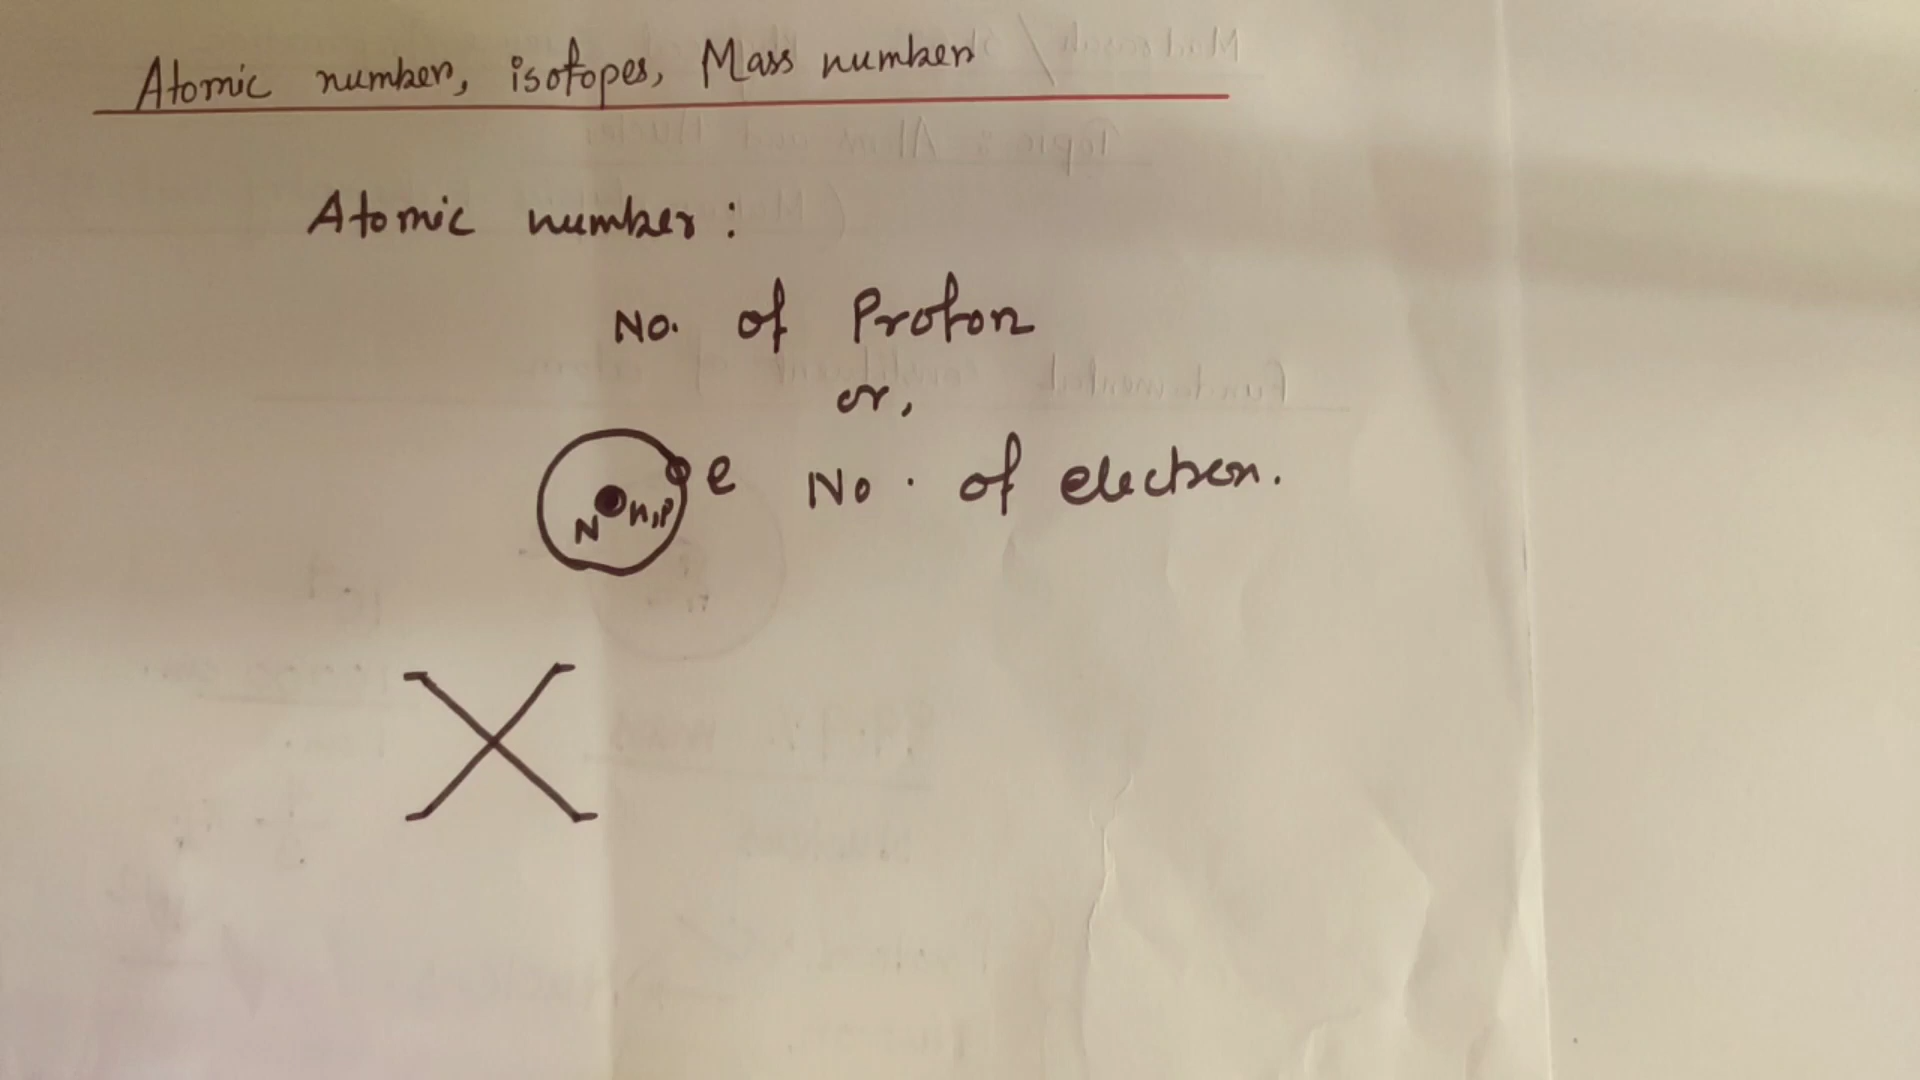 Atomic number, isotopes, Mass number
Atomic number :
No. of Proton
or,
e No. of electron.
N n,p
X